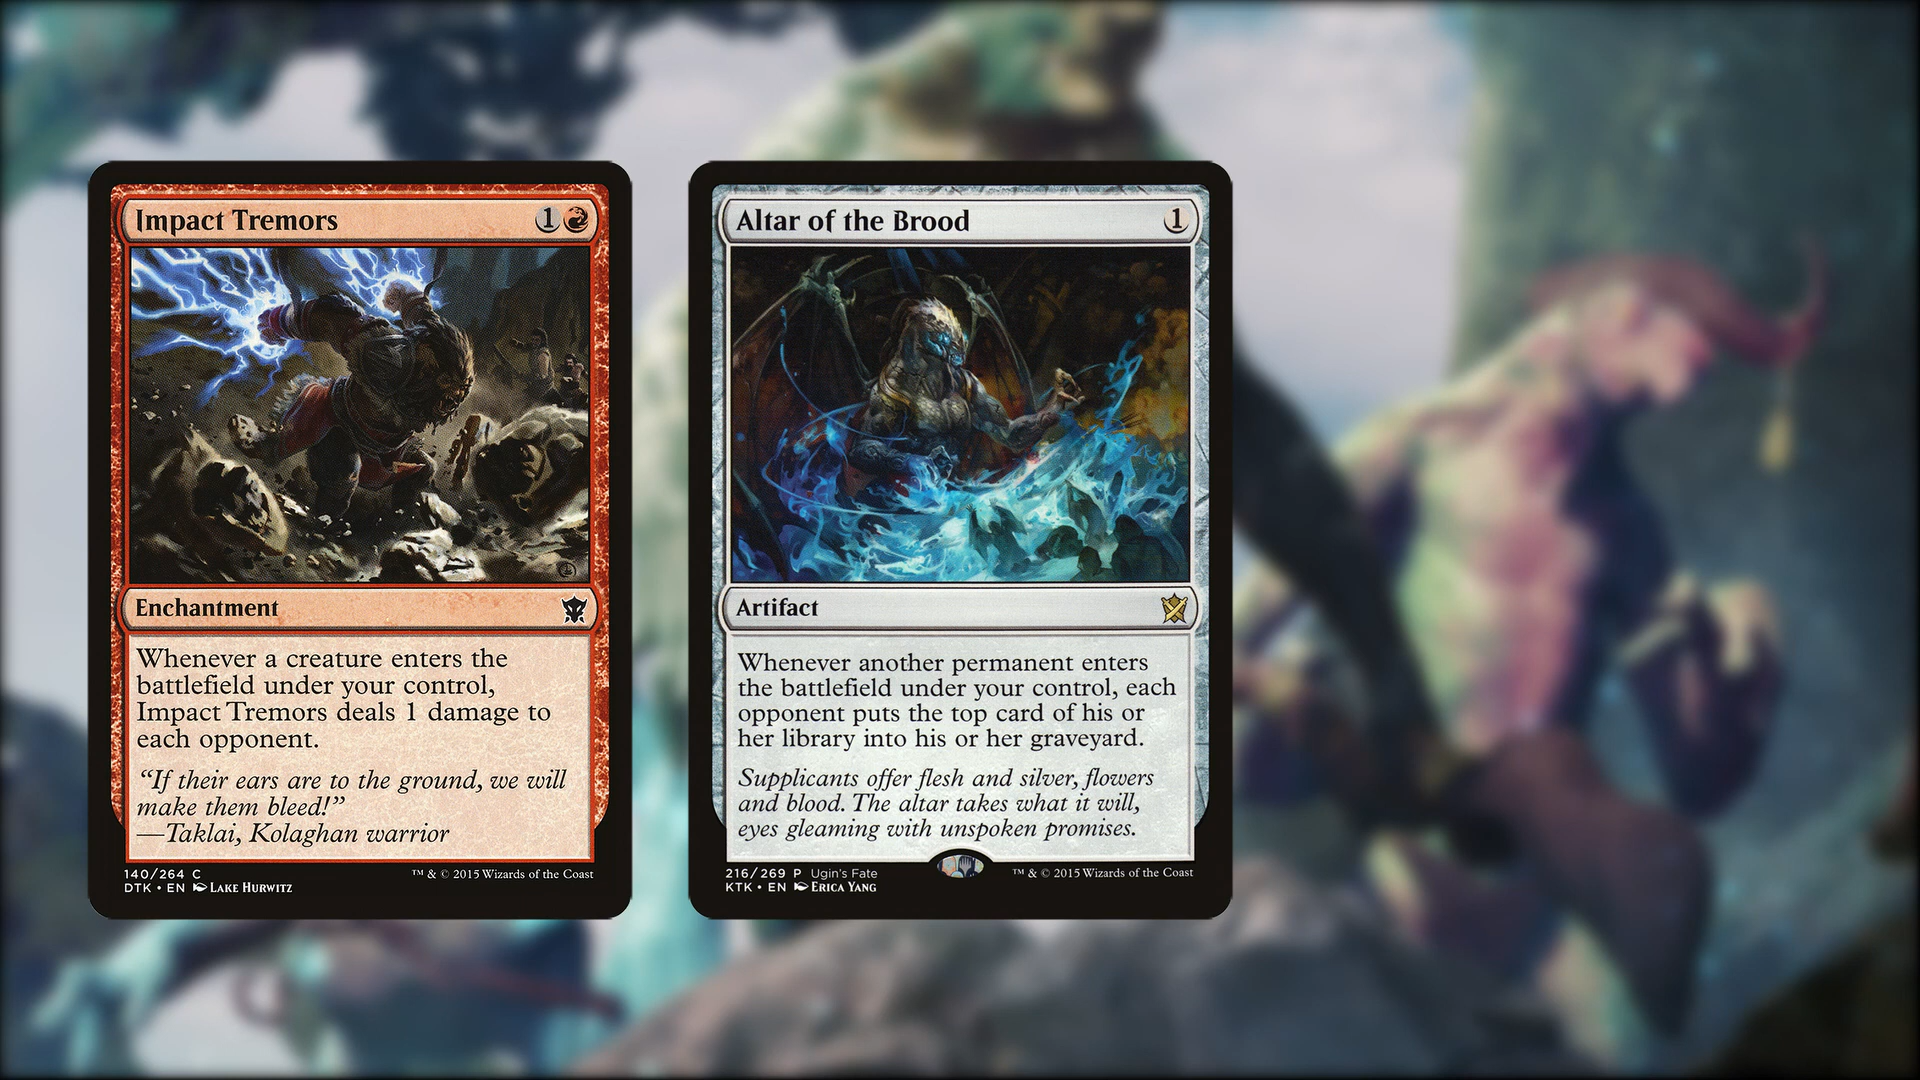 Impact Tremors 1
Enchantment
Whenever a creature enters the
battlefield under your control,
Impact Tremors deals 1 damage to
each opponent.
“If their ears are to the ground, we will
make them bleed!”
—Taklai, Kolaghan warrior
140/264 C
DTK • EN LAKE HURWITZ
™ & © 2015 Wizards of the Coast
Altar of the Brood 1
Artifact
Whenever another permanent enters
the battlefield under your control, each
opponent puts the top card of his or
her library into his or her graveyard.
Supplicants offer flesh and silver, flowers
and blood. The altar takes what it will,
eyes gleaming with unspoken promises.
216/269 P Ugin's Fate
KTK • EN ERICA YANG
™ & © 2015 Wizards of the Coast